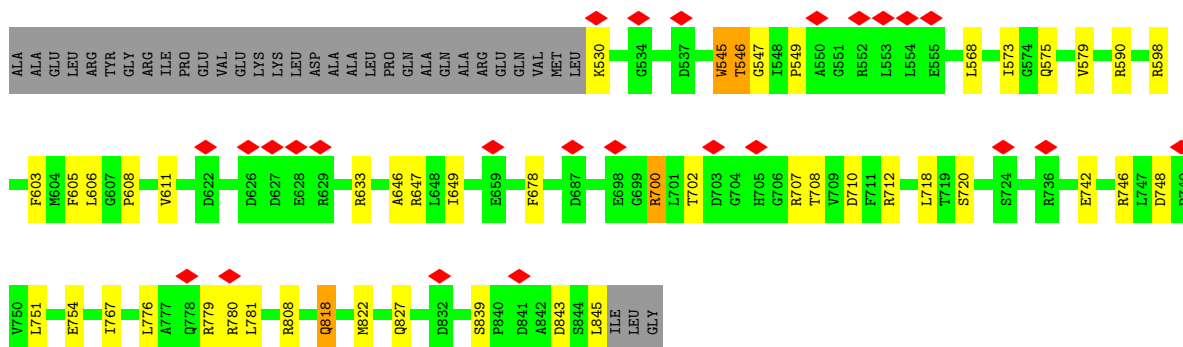 ALA ALA GLU LEU ARG TYR GLY ARG ILE PRO GLU VAL GLU LYS LYS LEU ASP ALA ALA LEU PRO GLN ALA GLN ALA ARG GLU GLN VAL MET LEU K530 G534 D537 W545 T546 G547 I548 P549 A550 G551 R552 L553 L554 E555 L568 I573 G574 Q575 V579 R590 R598
F603 M604 F605 L606 G607 P608 V611 D622 D626 D627 E628 R629 R633 A646 R647 L648 I649 E659 F678 D687 E698 G699 R700 L701 T702 D703 G704 H705 G706 R707 T708 V709 D710 F711 R712 L718 T719 S720 S724 R736 E742 R746 L747 D748
V750 L751 E754 I767 L776 A777 Q778 R779 R780 L781 R808 Q818 M822 Q827 D832 S839 P840 D841 A842 D843 S844 L845 ILE LEU GLY